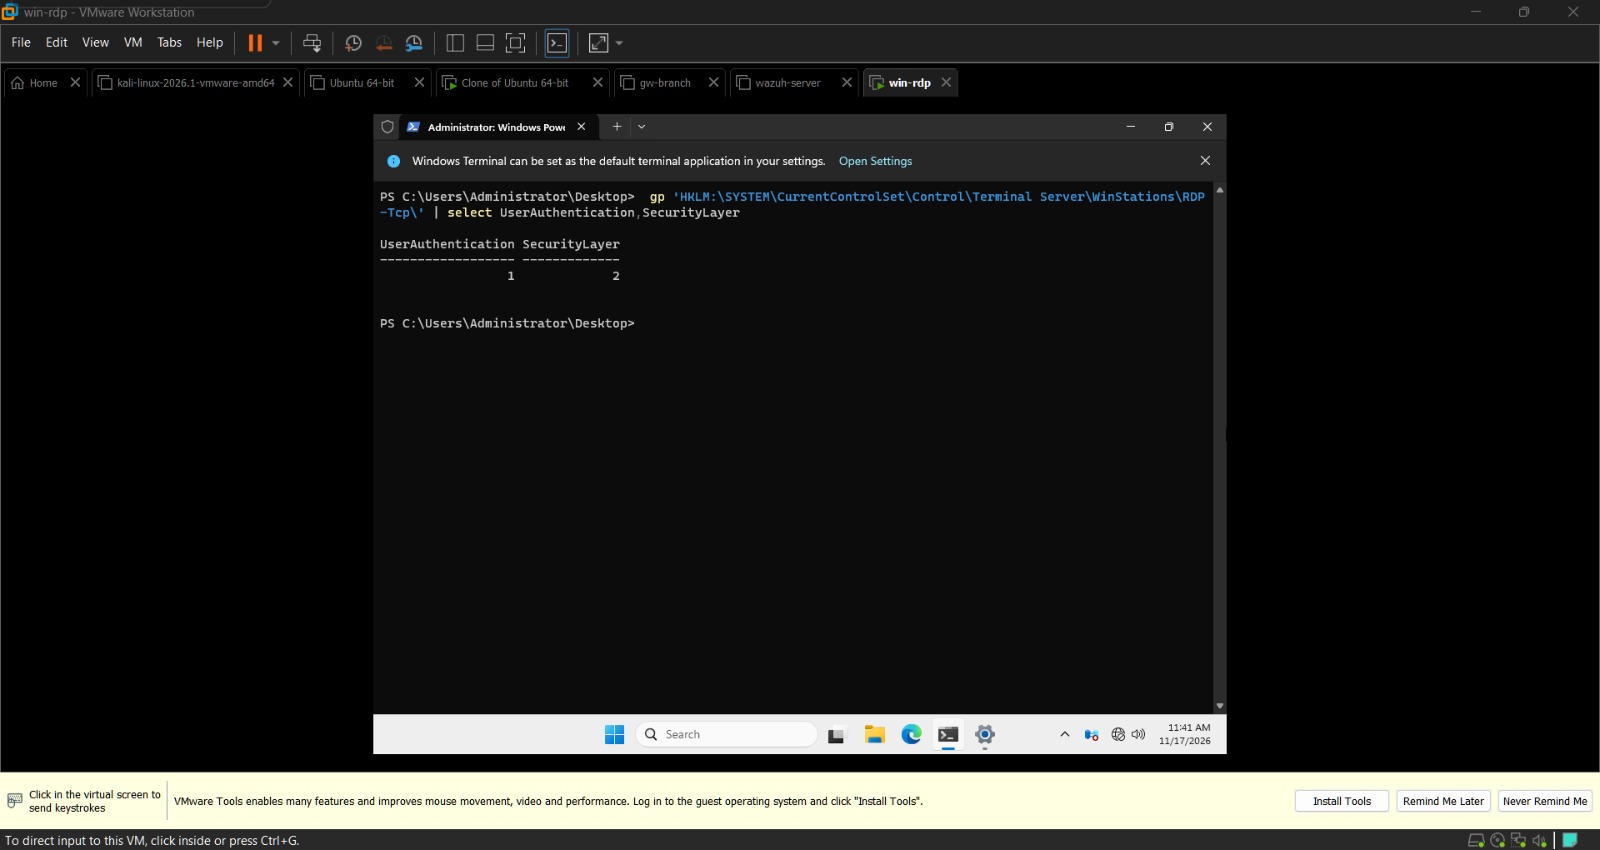 win-rdp - VMware Workstation
File Edit View VM Tabs Help
Home kali-linux-2026.1-vmware-amd64 Ubuntu 64-bit Clone of Ubuntu 64-bit gw-branch wazuh-server win-rdp
Administrator: Windows Powe
Windows Terminal can be set as the default terminal application in your settings. Open Settings
PS C:\Users\Administrator\Desktop> gp 'HKLM:\SYSTEM\CurrentControlSet\Control\Terminal Server\WinStations\RDP
-Tcp\' | select UserAuthentication,SecurityLayer
UserAuthentication SecurityLayer
------------------ -------------
1 2
PS C:\Users\Administrator\Desktop>
Search
11:41 AM
11/17/2026
Click in the virtual screen to
send keystrokes
VMware Tools enables many features and improves mouse movement, video and performance. Log in to the guest operating system and click "Install Tools".
Install Tools Remind Me Later Never Remind Me
To direct input to this VM, click inside or press Ctrl+G.